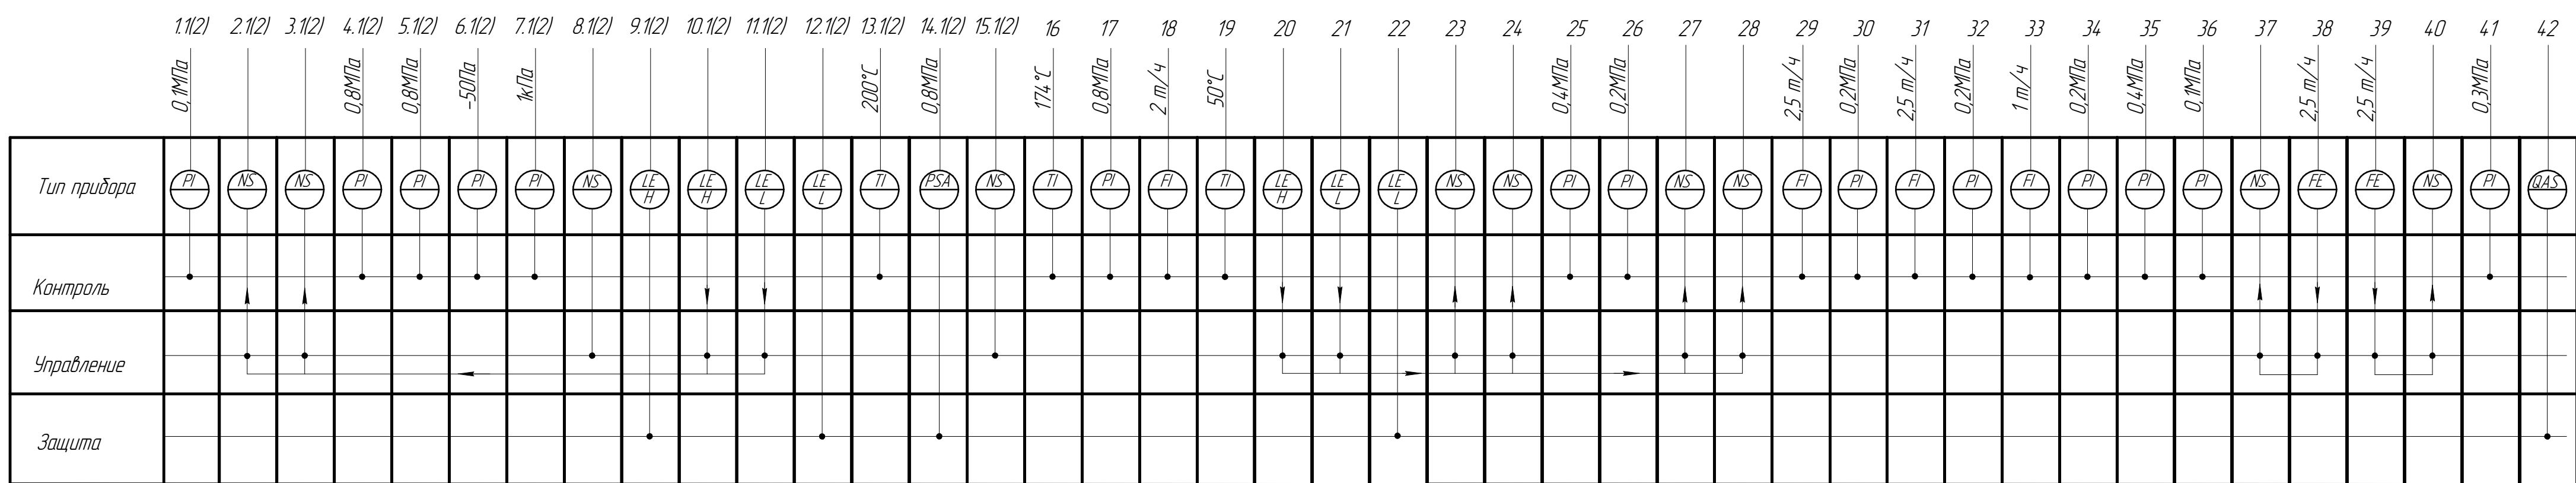 1.1(2) 2.1(2) 3.1(2) 4.1(2) 5.1(2) 6.1(2) 7.1(2) 8.1(2) 9.1(2) 10.1(2) 11.1(2) 12.1(2) 13.1(2) 14.1(2) 15.1(2) 16 17 18 19 20 21 22 23 24 25 26 27 28 29 30 31 32 33 34 35 36 37 38 39 40 41 42
0,1МПа 0,8МПа 0,8МПа -50Па 1кПа 200°С 0,8МПа 174°С 0,8МПа 2 т/ч 50°С 0,4МПа 0,2МПа 2,5 т/ч 0,2МПа 2,5 т/ч 0,2МПа 1 т/ч 0,2МПа 0,4МПа 0,1МПа 2,5 т/ч 2,5 т/ч 0,3МПа
Тип прибора PI NS NS PI PI PI PI NS LE LE LE LE TI PSA NS TI PI FI TI LE LE LE NS NS PI PI NS NS FI PI FI PI FI PI PI PI NS FE FE NS PI QAS
H H L L H L L
Контроль
Управление
Защита